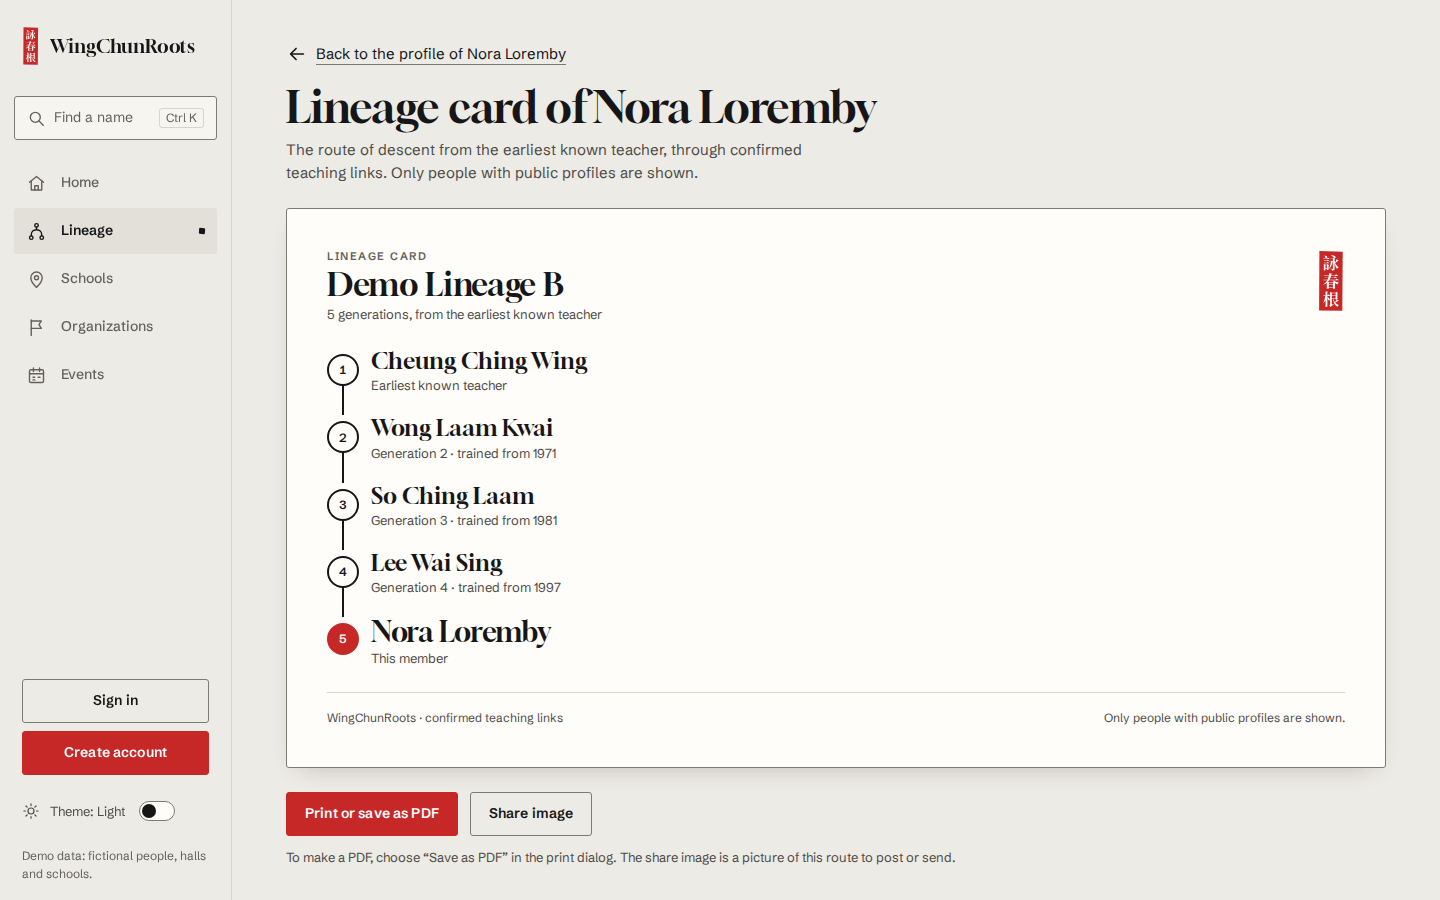 詠春根
WingChunRoots
Find a name
Ctrl K
Home
Lineage
Schools
Organizations
Events
Sign in
Create account
Theme: Light
Demo data: fictional people, halls
and schools.
Back to the profile of Nora Loremby
Lineage card of Nora Loremby
The route of descent from the earliest known teacher, through confirmed
teaching links. Only people with public profiles are shown.
LINEAGE CARD
Demo Lineage B
5 generations, from the earliest known teacher
詠春根
1
Cheung Ching Wing
Earliest known teacher
2
Wong Laam Kwai
Generation 2 · trained from 1971
3
So Ching Laam
Generation 3 · trained from 1981
4
Lee Wai Sing
Generation 4 · trained from 1997
5
Nora Loremby
This member
WingChunRoots · confirmed teaching links
Only people with public profiles are shown.
Print or save as PDF
Share image
To make a PDF, choose “Save as PDF” in the print dialog. The share image is a picture of this route to post or send.